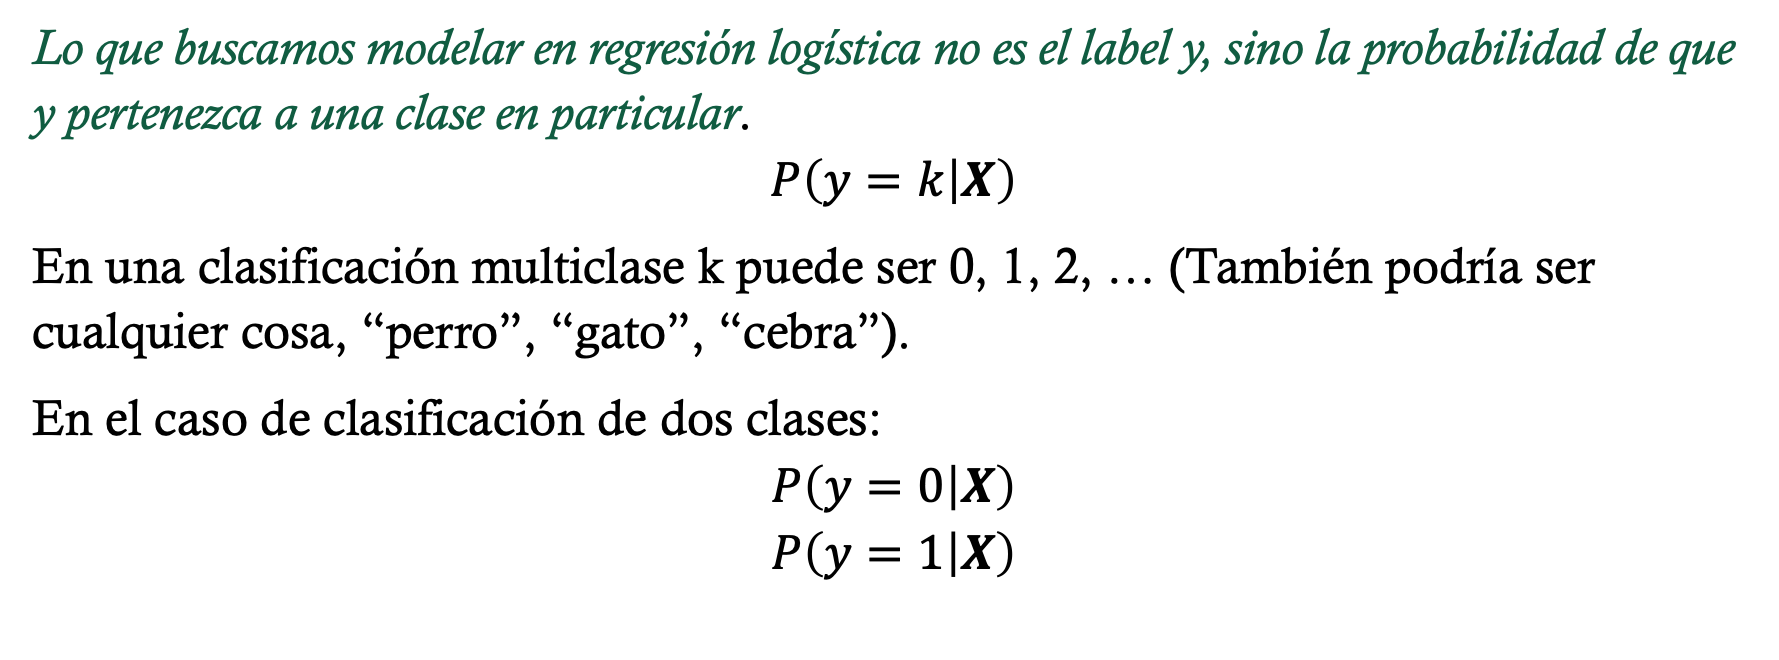 Lo que buscamos modelar en regresión logística no es el label y, sino la probabilidad de que
y pertenezca a una clase en particular.
P(y = k|X)
En una clasificación multiclase k puede ser 0, 1, 2, … (También podría ser
cualquier cosa, “perro”, “gato”, “cebra”).
En el caso de clasificación de dos clases:
P(y = 0|X)
P(y = 1|X)